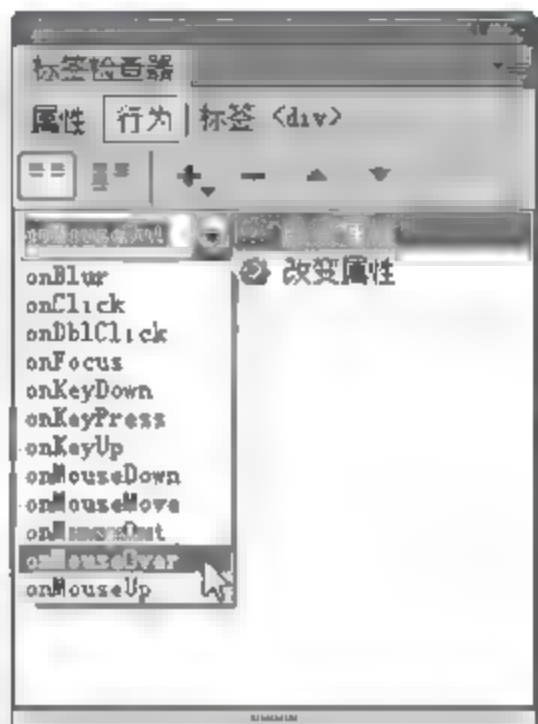 标签检查器
属性 行为 标签 <div>
改变属性
onBlur
onClick
onDblClick
onFocus
onKeyDown
onKeyPress
onKeyUp
onMouseDown
onMouseMove
onMouseOut
onMouseOver
onMouseUp